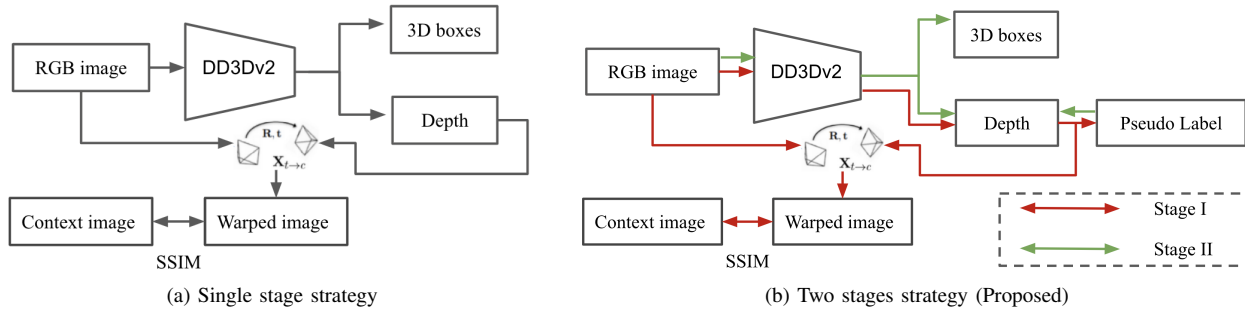 RGB image
DD3Dv2
3D boxes
Depth
R, t
X_{t→c}
Context image
Warped image
SSIM
(a) Single stage strategy
RGB image
DD3Dv2
3D boxes
Depth
Pseudo Label
R, t
X_{t→c}
Context image
Warped image
SSIM
Stage I
Stage II
(b) Two stages strategy (Proposed)